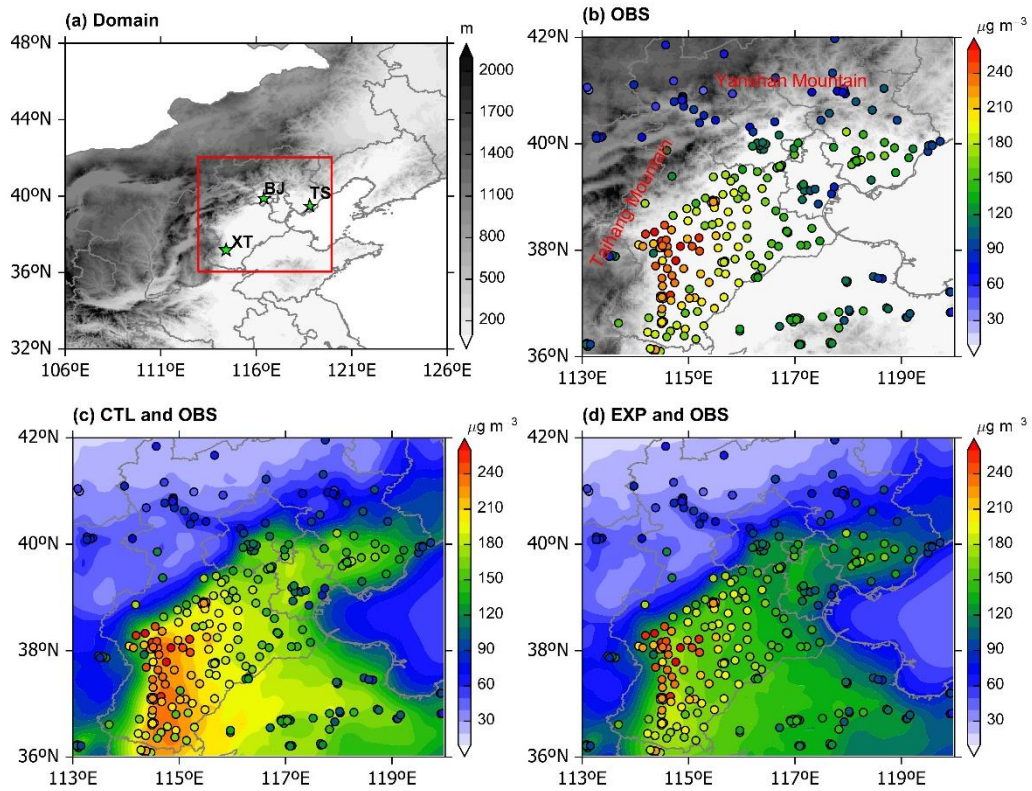 (a) Domain
m
48ºN
44ºN
40ºN
36ºN
32ºN
106ºE 111ºE 116ºE 121ºE 126ºE
BJ
TS
XT
2000
1700
1400
1100
800
500
200
(b) OBS
μg m⁻³
42ºN
40ºN
38ºN
36ºN
113ºE 115ºE 117ºE 119ºE
Yanshan Mountain
Taihang Mountain
240
210
180
150
120
90
60
30
(c) CTL and OBS
μg m ³
42ºN
40ºN
38ºN
36ºN
113ºE 115ºE 117ºE 119ºE
240
210
180
150
120
90
60
30
(d) EXP and OBS
μg m ³
42ºN
40ºN
38ºN
36ºN
113ºE 115ºE 117ºE 119ºE
240
210
180
150
120
90
60
30